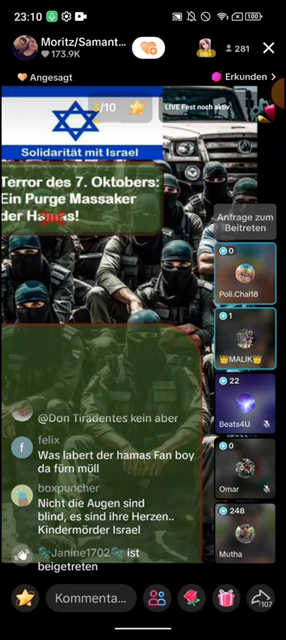 23:10
100
Moritz/Samant...
173.9K
281
Angesagt
Erkunden >
/10
LIVE Fest noch aktiv
Solidarität mit Israel
Terror des 7. Oktobers:
Ein Purge Massaker
der Hamas!
Anfrage zum
Beitreten
0
Poli.Chai18
1
👑MALIK👑
22
Beats4U
0
Omar
248
Mutha
@Don Tiradentes kein aber
felix
Was labert der hamas Fan boy
da fürn müll
boxpuncher
Nicht die Augen sind
blind, es sind ihre Herzen..
Kindermörder Israel
Janine1702 ist
beigetreten
Kommenta...
107